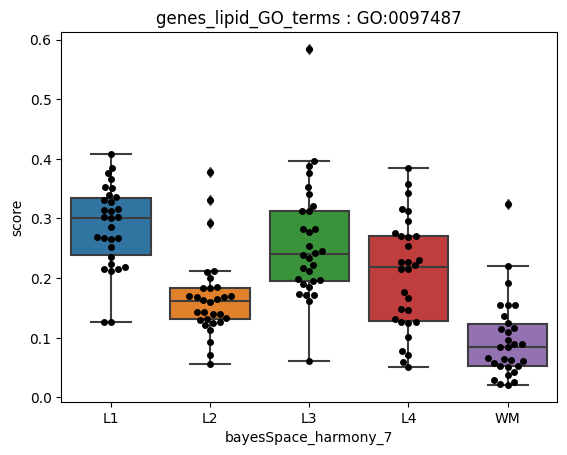 genes_lipid_GO_terms : GO:0097487
0.6
0.5
0.4
0.3
0.2
0.1
0.0
score
L1 L2 L3 L4 WM
bayesSpace_harmony_7